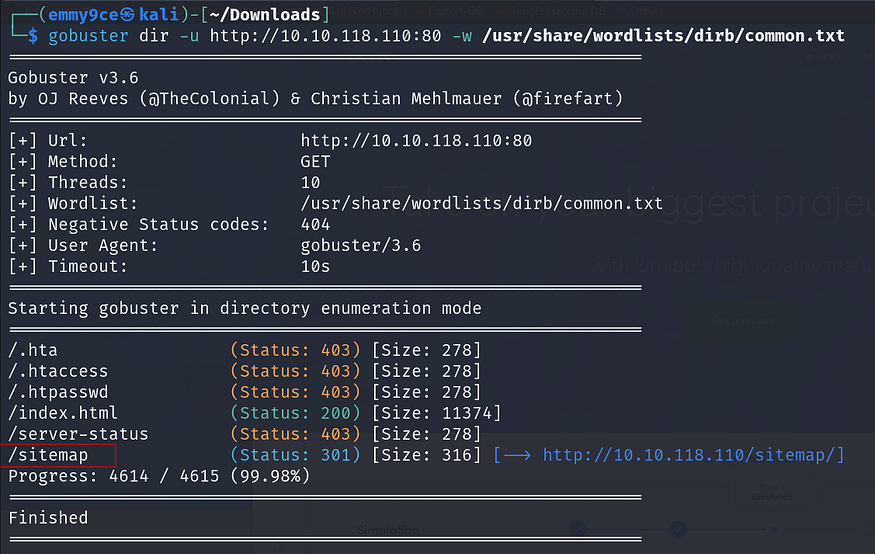 ┌──(emmy9ce㉿kali)-[~/Downloads]
└─$ gobuster dir -u http://10.10.118.110:80 -w /usr/share/wordlists/dirb/common.txt
===============================================================
Gobuster v3.6
by OJ Reeves (@TheColonial) & Christian Mehlmauer (@firefart)
===============================================================
[+] Url:                     http://10.10.118.110:80
[+] Method:                  GET
[+] Threads:                 10
[+] Wordlist:                /usr/share/wordlists/dirb/common.txt
[+] Negative Status codes:   404
[+] User Agent:              gobuster/3.6
[+] Timeout:                 10s
===============================================================
Starting gobuster in directory enumeration mode
===============================================================
/.hta                 (Status: 403) [Size: 278]
/.htaccess            (Status: 403) [Size: 278]
/.htpasswd            (Status: 403) [Size: 278]
/index.html           (Status: 200) [Size: 11374]
/server-status        (Status: 403) [Size: 278]
/sitemap              (Status: 301) [Size: 316] [--> http://10.10.118.110/sitemap/]
Progress: 4614 / 4615 (99.98%)
===============================================================
Finished
===============================================================
Simulation